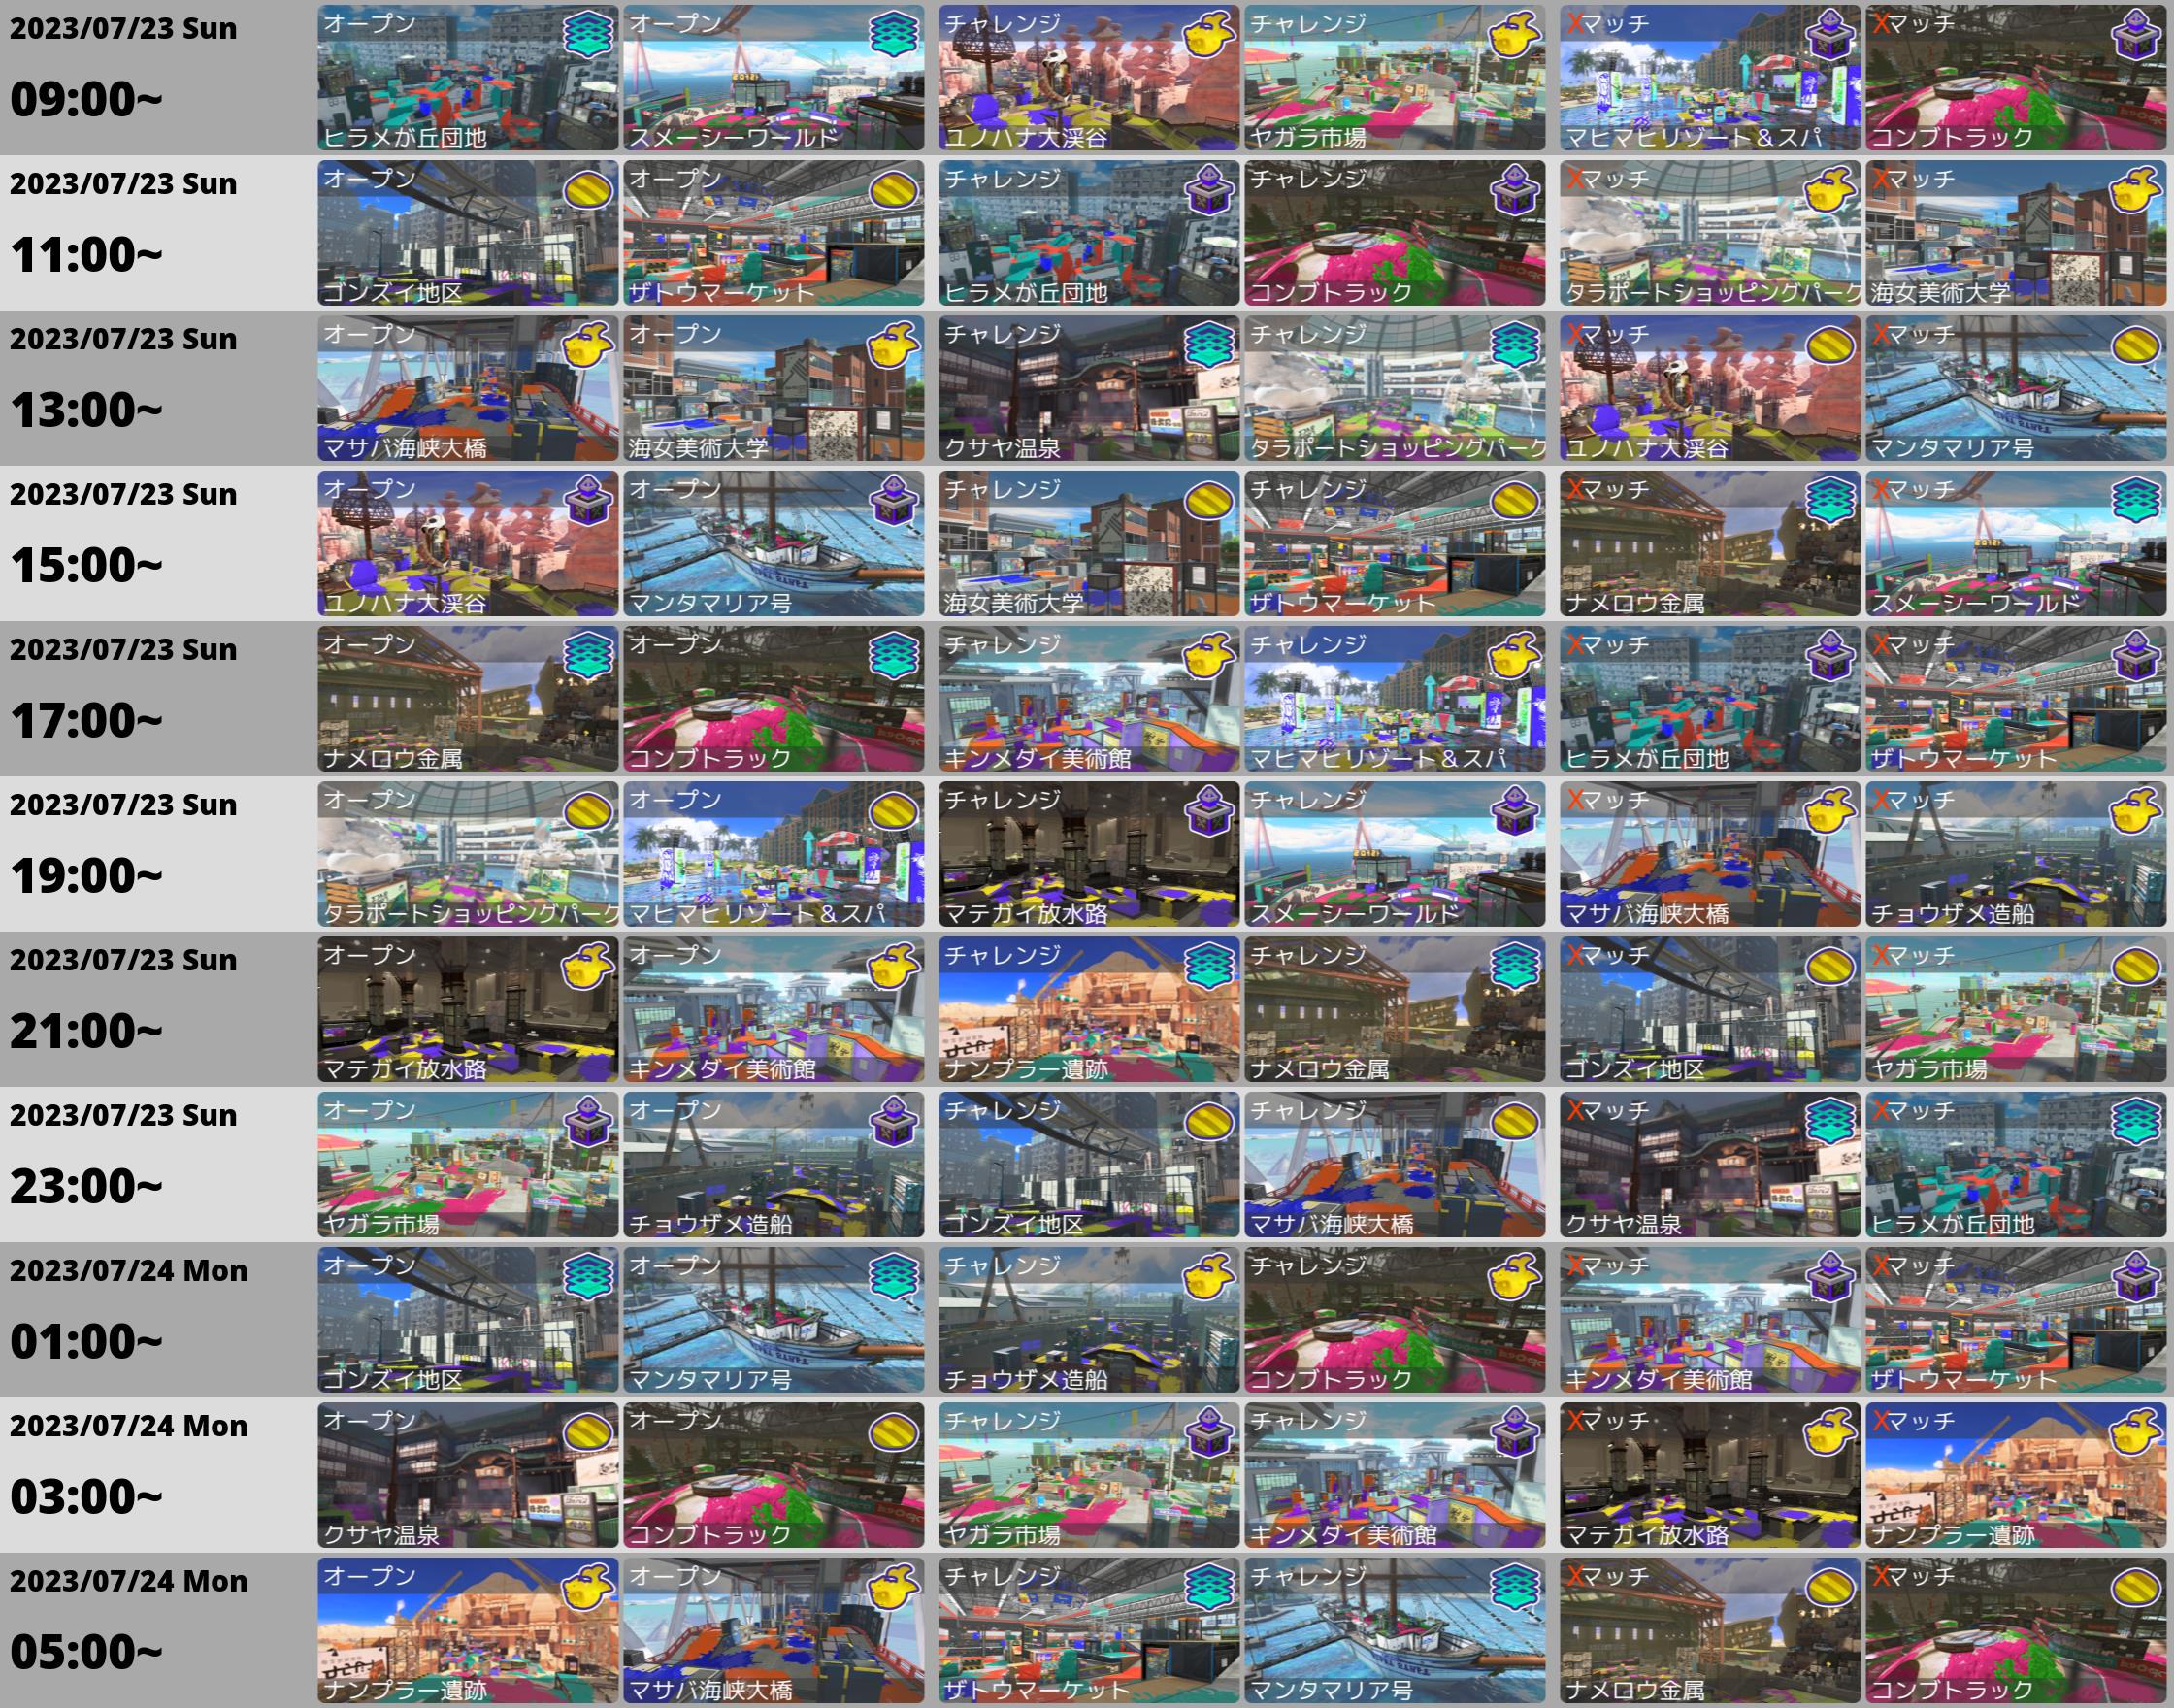 2023/07/23 Sun
09:00~
オープン オープン チャレンジ チャレンジ Xマッチ Xマッチ
ヒラメが丘団地 スメーシーワールド ユノハナ大渓谷 ヤガラ市場 マヒマヒリゾート&スパ コンブトラック
2023/07/23 Sun
11:00~
オープン オープン チャレンジ チャレンジ Xマッチ Xマッチ
ゴンズイ地区 ザトウマーケット ヒラメが丘団地 コンブトラック タラポートショッピングパーク 海女美術大学
2023/07/23 Sun
13:00~
オープン オープン チャレンジ チャレンジ Xマッチ Xマッチ
マサバ海峡大橋 海女美術大学 クサヤ温泉 タラポートショッピングパーク ユノハナ大渓谷 マンタマリア号
2023/07/23 Sun
15:00~
オープン オープン チャレンジ チャレンジ Xマッチ Xマッチ
ユノハナ大渓谷 マンタマリア号 海女美術大学 ザトウマーケット ナメロウ金属 スメーシーワールド
2023/07/23 Sun
17:00~
オープン オープン チャレンジ チャレンジ Xマッチ Xマッチ
ナメロウ金属 コンブトラック キンメダイ美術館 マヒマヒリゾート&スパ ヒラメが丘団地 ザトウマーケット
2023/07/23 Sun
19:00~
オープン オープン チャレンジ チャレンジ Xマッチ Xマッチ
タラポートショッピングパーク マヒマヒリゾート&スパ マテガイ放水路 スメーシーワールド マサバ海峡大橋 チョウザメ造船
2023/07/23 Sun
21:00~
オープン オープン チャレンジ チャレンジ Xマッチ Xマッチ
マテガイ放水路 キンメダイ美術館 ナンプラー遺跡 ナメロウ金属 ゴンズイ地区 ヤガラ市場
2023/07/23 Sun
23:00~
オープン オープン チャレンジ チャレンジ Xマッチ Xマッチ
ヤガラ市場 チョウザメ造船 ゴンズイ地区 マサバ海峡大橋 クサヤ温泉 ヒラメが丘団地
2023/07/24 Mon
01:00~
オープン オープン チャレンジ チャレンジ Xマッチ Xマッチ
ゴンズイ地区 マンタマリア号 チョウザメ造船 コンブトラック キンメダイ美術館 ザトウマーケット
2023/07/24 Mon
03:00~
オープン オープン チャレンジ チャレンジ Xマッチ Xマッチ
クサヤ温泉 コンブトラック ヤガラ市場 キンメダイ美術館 マテガイ放水路 ナンプラー遺跡
2023/07/24 Mon
05:00~
オープン オープン チャレンジ チャレンジ Xマッチ Xマッチ
ナンプラー遺跡 マサバ海峡大橋 ザトウマーケット マンタマリア号 ナメロウ金属 コンブトラック